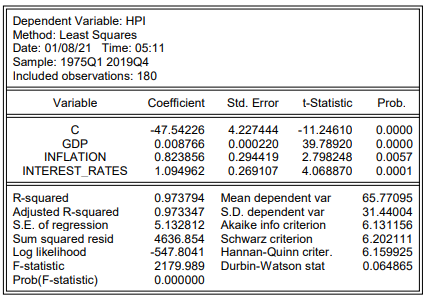 Dependent Variable: HPI
Method: Least Squares
Date: 01/08/21 Time: 05:11
Sample: 1975Q1 2019Q4
Included observations: 180
Variable Coefficient Std. Error t-Statistic Prob.
C -47.54226 4.227444 -11.24610 0.0000
GDP 0.008766 0.000220 39.78920 0.0000
INFLATION 0.823856 0.294419 2.798248 0.0057
INTEREST_RATES 1.094962 0.269107 4.068870 0.0001
R-squared 0.973794 Mean dependent var 65.77095
Adjusted R-squared 0.973347 S.D. dependent var 31.44004
S.E. of regression 5.132812 Akaike info criterion 6.131156
Sum squared resid 4636.854 Schwarz criterion 6.202111
Log likelihood -547.8041 Hannan-Quinn criter. 6.159925
F-statistic 2179.989 Durbin-Watson stat 0.064865
Prob(F-statistic) 0.000000